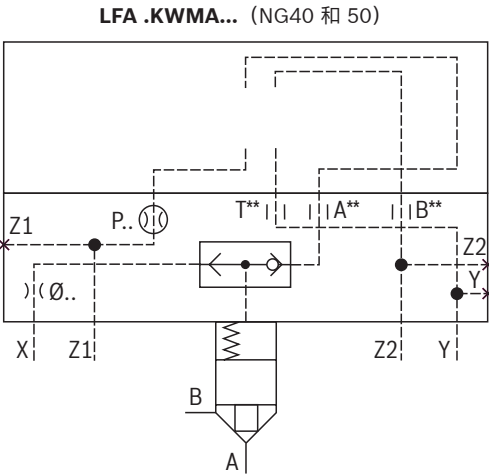 LFA .KWMA... (NG40 和 50)
T** A** B**
P..
Z1
Z2
Y
Ø..
X Z1 Z2 Y
B
A